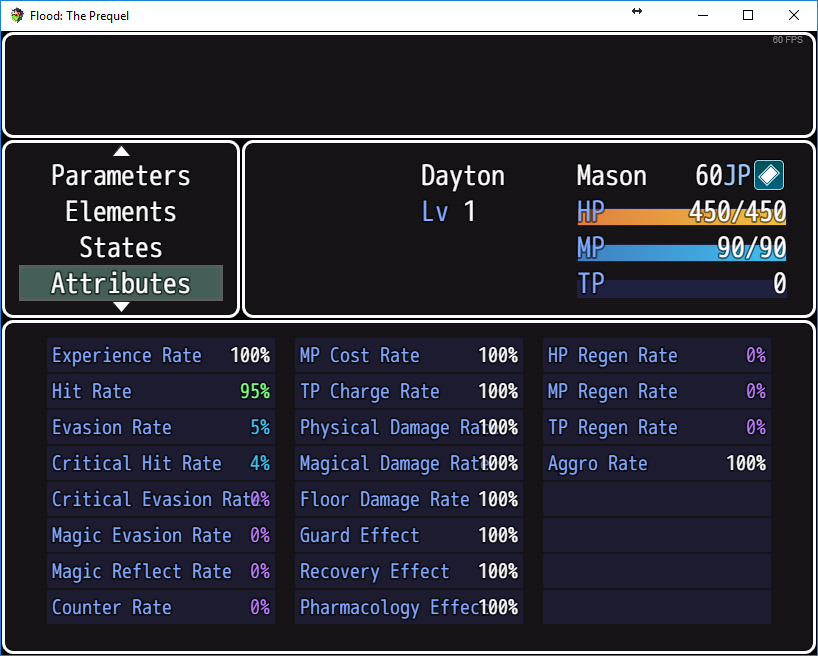 Flood: The Prequel
60 FPS
Parameters
Elements
States
Attributes
Dayton
Lv 1
Mason 60JP
HP 450/450
MP 90/90
TP 0
Experience Rate 100%
Hit Rate 95%
Evasion Rate 5%
Critical Hit Rate 4%
Critical Evasion Rat 0%
Magic Evasion Rate 0%
Magic Reflect Rate 0%
Counter Rate 0%
MP Cost Rate 100%
TP Charge Rate 100%
Physical Damage Rate 100%
Magical Damage Rate 100%
Floor Damage Rate 100%
Guard Effect 100%
Recovery Effect 100%
Pharmacology Effect 100%
HP Regen Rate 0%
MP Regen Rate 0%
TP Regen Rate 0%
Aggro Rate 100%